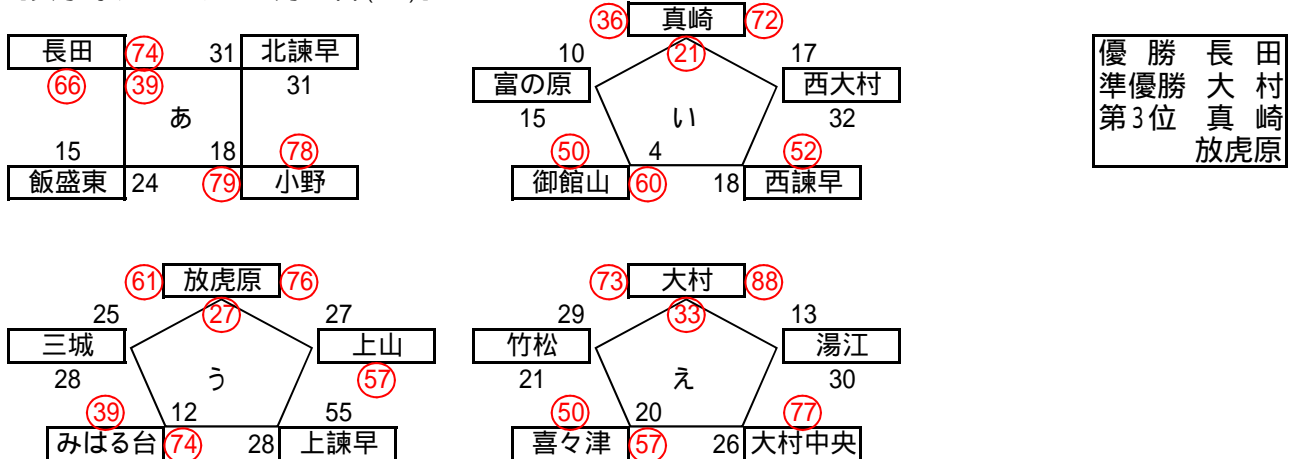 真崎
36
72
21
長田
74
31
北諫早
66
39
31
あ
15
18
78
飯盛東
24
79
小野
10
17
富の原
西大村
15
い
32
50
4
52
御館山
60
18
西諫早
優勝 長田
準優勝 大村
第3位 真崎
放虎原
61
放虎原
76
25
27
27
三城
上山
28
う
57
39
12
55
みはる台
74
28
上諫早
73
大村
88
29
33
13
竹松
湯江
21
え
30
50
20
77
喜々津
57
26
大村中央